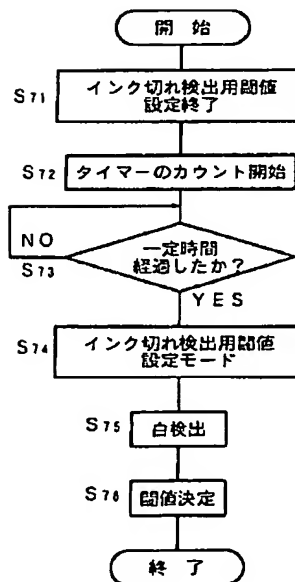 開始
S71
インク切れ検出用閾値
設定終了
S72
タイマーのカウント開始
NO
S73
一定時間
経過したか？
YES
S74
インク切れ検出用閾値
設定モード
S75
白検出
S76
閾値決定
終了